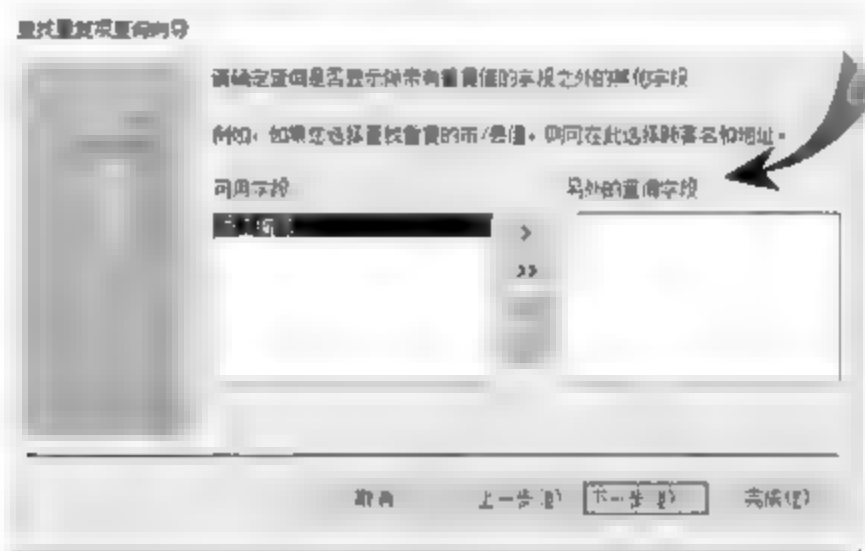 查找重复项查询向导
请确定查询是否显示除带有重复值的字段之外的其他字段
例如，如果您选择查找重复的市/县值，则可在此选择顾客名和地址。
可用字段
另外的查询字段
>
>>
取消
上一步(B)
下一步(N)
完成(F)